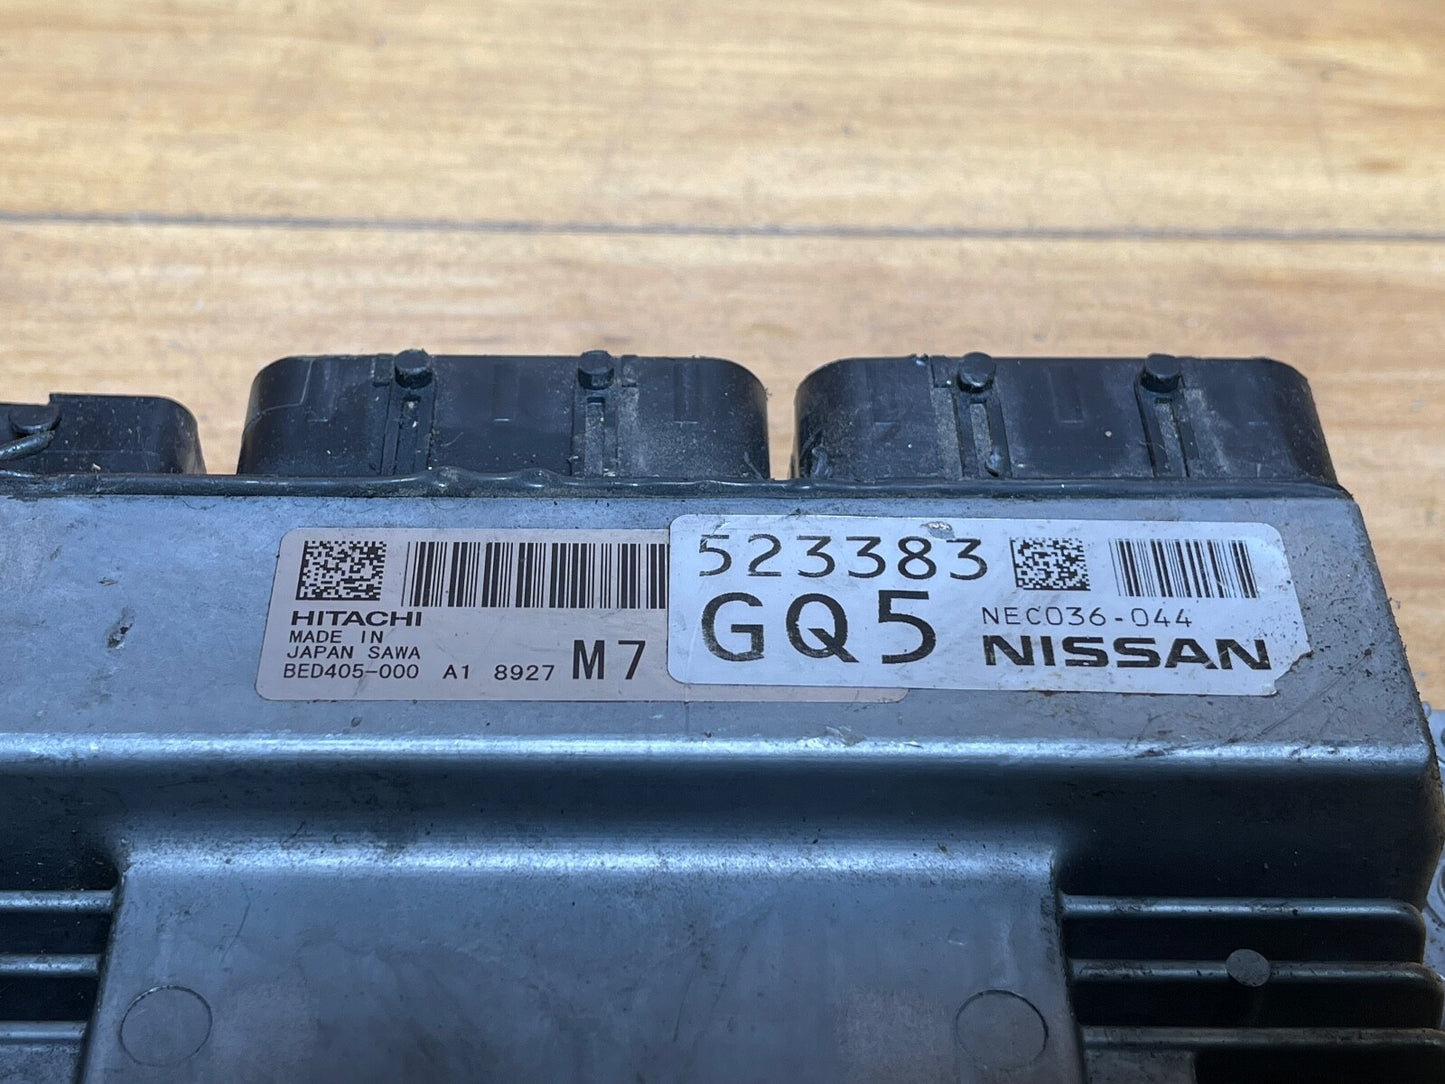 HITACHI
MADE IN
JAPAN SAWA
BED405-000 A1 8927 M7
523383
GQ5
NEC036-044
NISSAN